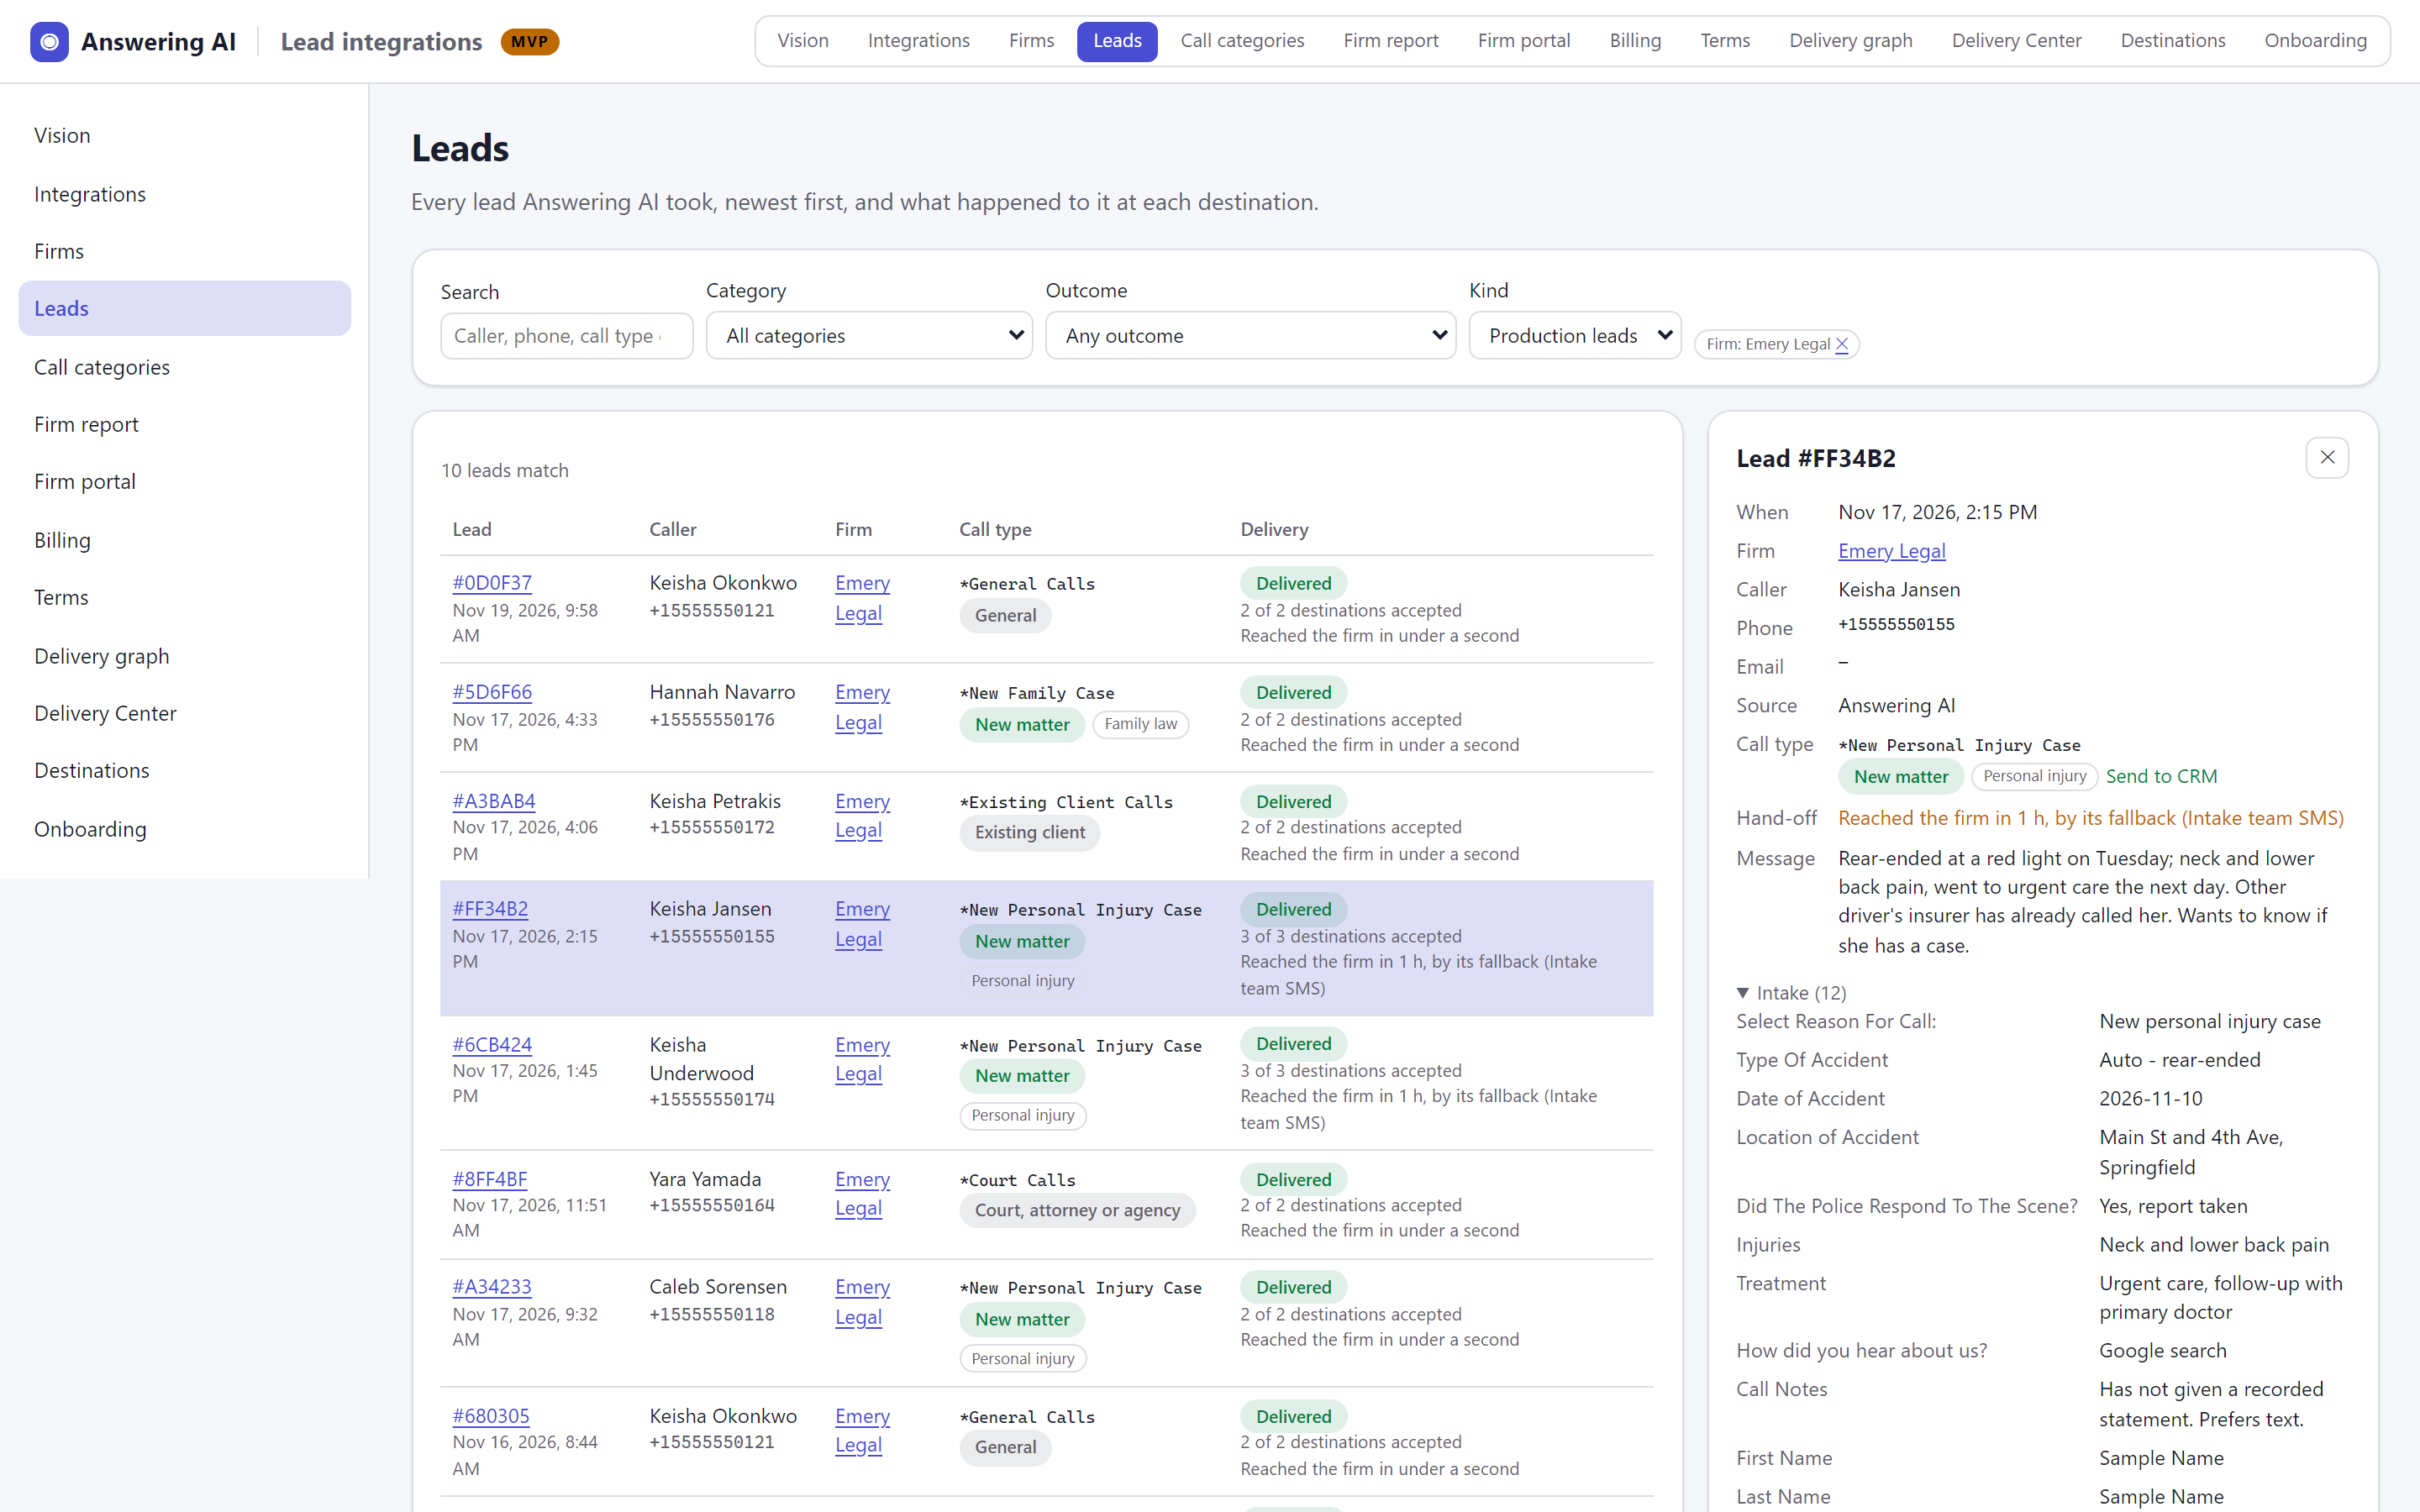 Answering AI
Lead integrations
MVP
Vision
Integrations
Firms
Leads
Call categories
Firm report
Firm portal
Billing
Terms
Delivery graph
Delivery Center
Destinations
Onboarding
Vision
Integrations
Firms
Leads
Call categories
Firm report
Firm portal
Billing
Terms
Delivery graph
Delivery Center
Destinations
Onboarding
Leads
Every lead Answering AI took, newest first, and what happened to it at each destination.
Search
Caller, phone, call type
Category
All categories
Outcome
Any outcome
Kind
Production leads
Firm: Emery Legal
10 leads match
Lead Caller Firm Call type Delivery
#0D0F37
Nov 19, 2026, 9:58
AM
Keisha Okonkwo
+15555550121
Emery
Legal
*General Calls
General
Delivered
2 of 2 destinations accepted
Reached the firm in under a second
#5D6F66
Nov 17, 2026, 4:33
PM
Hannah Navarro
+15555550176
Emery
Legal
*New Family Case
New matter
Family law
Delivered
2 of 2 destinations accepted
Reached the firm in under a second
#A3BAB4
Nov 17, 2026, 4:06
PM
Keisha Petrakis
+15555550172
Emery
Legal
*Existing Client Calls
Existing client
Delivered
2 of 2 destinations accepted
Reached the firm in under a second
#FF34B2
Nov 17, 2026, 2:15
PM
Keisha Jansen
+15555550155
Emery
Legal
*New Personal Injury Case
New matter
Personal injury
Delivered
3 of 3 destinations accepted
Reached the firm in 1 h, by its fallback (Intake
team SMS)
#6CB424
Nov 17, 2026, 1:45
PM
Keisha
Underwood
+15555550174
Emery
Legal
*New Personal Injury Case
New matter
Personal injury
Delivered
3 of 3 destinations accepted
Reached the firm in 1 h, by its fallback (Intake
team SMS)
#8FF4BF
Nov 17, 2026, 11:51
AM
Yara Yamada
+15555550164
Emery
Legal
*Court Calls
Court, attorney or agency
Delivered
2 of 2 destinations accepted
Reached the firm in under a second
#A34233
Nov 17, 2026, 9:32
AM
Caleb Sorensen
+15555550118
Emery
Legal
*New Personal Injury Case
New matter
Personal injury
Delivered
2 of 2 destinations accepted
Reached the firm in under a second
#680305
Nov 16, 2026, 8:44
AM
Keisha Okonkwo
+15555550121
Emery
Legal
*General Calls
General
Delivered
2 of 2 destinations accepted
Reached the firm in under a second
Lead #FF34B2
When Nov 17, 2026, 2:15 PM
Firm Emery Legal
Caller Keisha Jansen
Phone +15555550155
Email –
Source Answering AI
Call type *New Personal Injury Case
New matter Personal injury Send to CRM
Hand-off Reached the firm in 1 h, by its fallback (Intake team SMS)
Message Rear-ended at a red light on Tuesday; neck and lower
back pain, went to urgent care the next day. Other
driver's insurer has already called her. Wants to know if
she has a case.
Intake (12)
Select Reason For Call: New personal injury case
Type Of Accident Auto - rear-ended
Date of Accident 2026-11-10
Location of Accident Main St and 4th Ave,
Springfield
Did The Police Respond To The Scene? Yes, report taken
Injuries Neck and lower back pain
Treatment Urgent care, follow-up with
primary doctor
How did you hear about us? Google search
Call Notes Has not given a recorded
statement. Prefers text.
First Name Sample Name
Last Name Sample Name